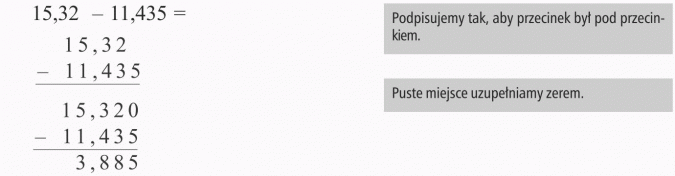 15,32 – 11,435 =
15,32
– 11,435
15,320
– 11,435
3,885
Podpisujemy tak, aby przecinek był pod przecin-
kiem.
Puste miejsce uzupełniamy zerem.